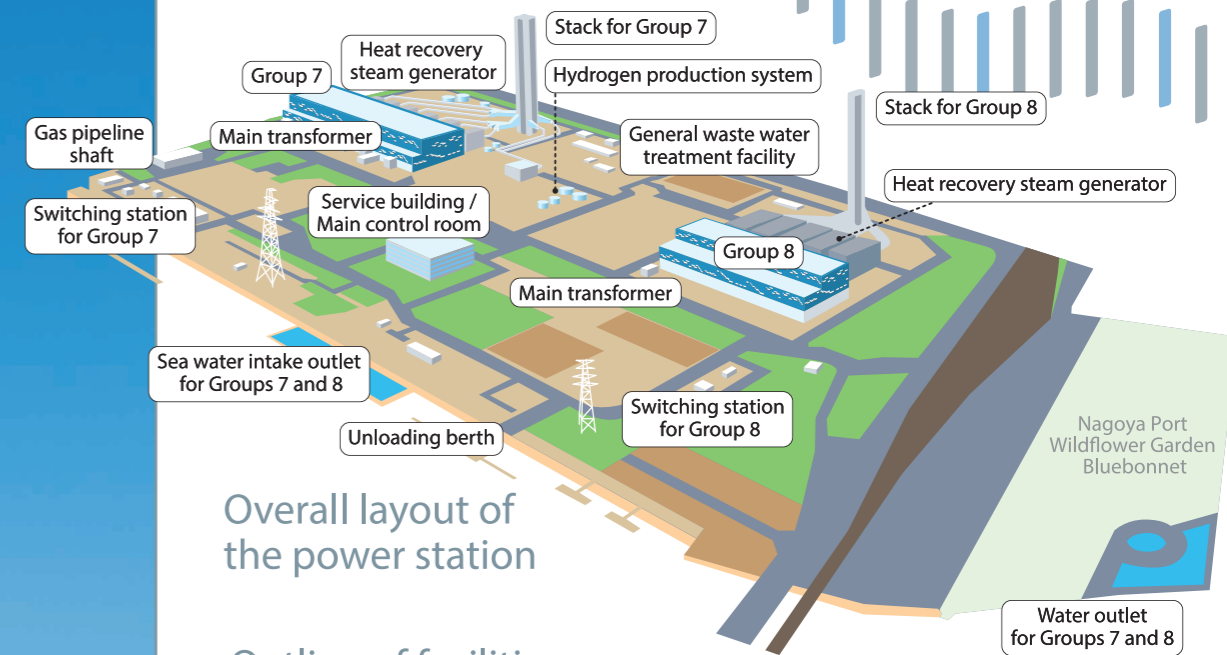 Stack for Group 7
Heat recovery
steam generator
Group 7
Hydrogen production system
Stack for Group 8
Main transformer
General waste water
treatment facility
Gas pipeline
shaft
Heat recovery steam generator
Service building /
Main control room
Switching station
for Group 7
Group 8
Main transformer
Sea water intake outlet
for Groups 7 and 8
Switching station
for Group 8
Unloading berth
Nagoya Port
Wildflower Garden
Bluebonnet
Overall layout of
the power station
Water outlet
for Groups 7 and 8